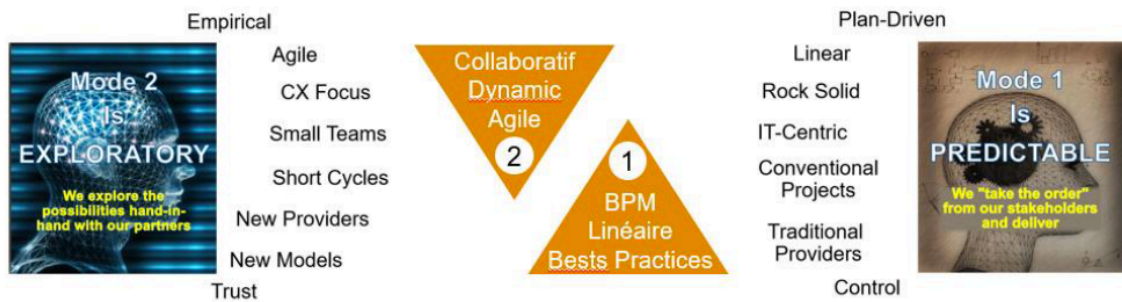 Empirical
Mode 2
Is
EXPLORATORY
We explore the
possibilities hand-in-
hand with our partners
Agile
CX Focus
Small Teams
Short Cycles
New Providers
New Models
Trust
Collaboratif
Dynamic
Agile
2
1
BPM
Linéaire
Bests Practices
Plan-Driven
Linear
Rock Solid
IT-Centric
Conventional
Projects
Traditional
Providers
Control
Mode 1
Is
PREDICTABLE
We "take the order"
from our stakeholders
and deliver